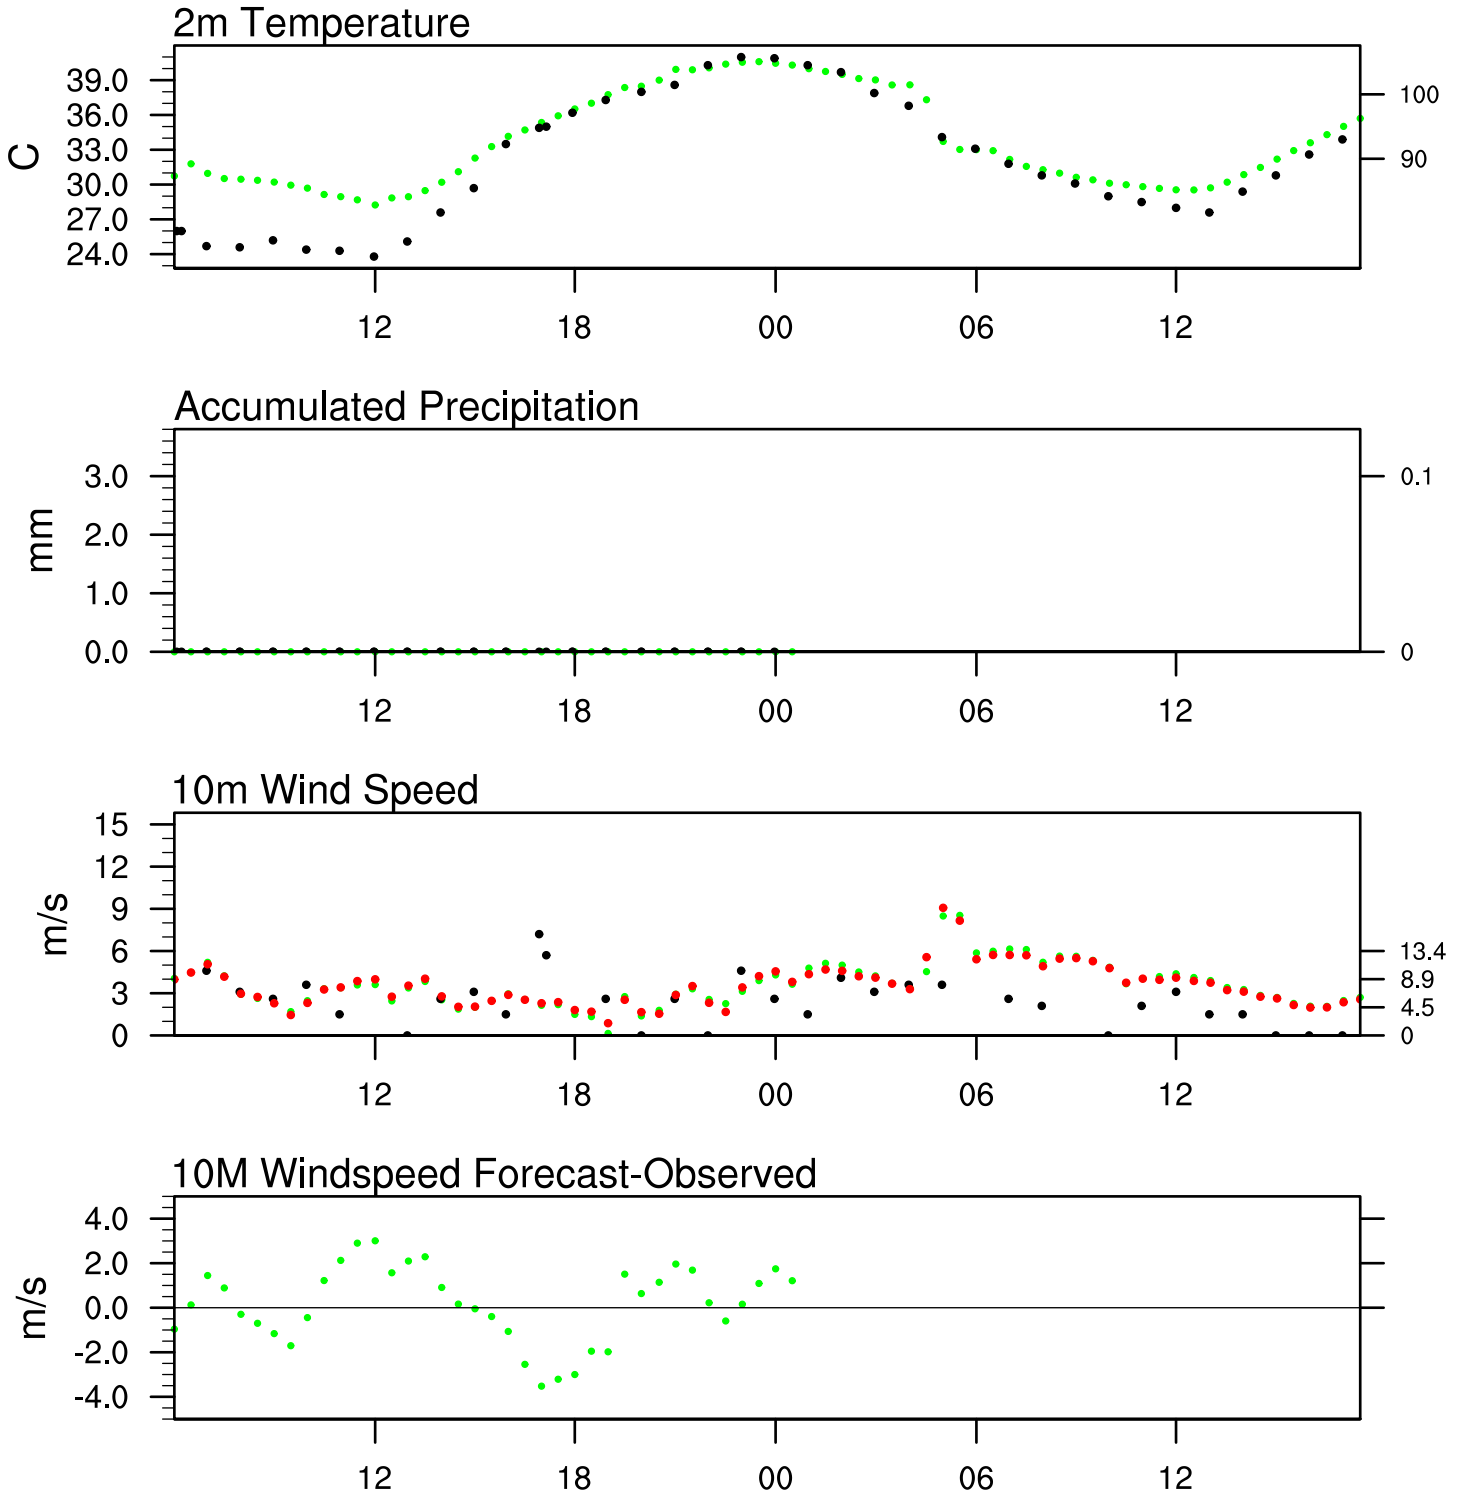 2m Temperature
39.0
36.0
33.0
30.0
27.0
24.0
C
100
90
12 18 00 06 12
Accumulated Precipitation
3.0
2.0
1.0
0.0
mm
0.1
0
12 18 00 06 12
10m Wind Speed
15
12
9
6
3
0
m/s
13.4
8.9
4.5
0
12 18 00 06 12
10M Windspeed Forecast-Observed
4.0
2.0
0.0
-2.0
-4.0
m/s
12 18 00 06 12